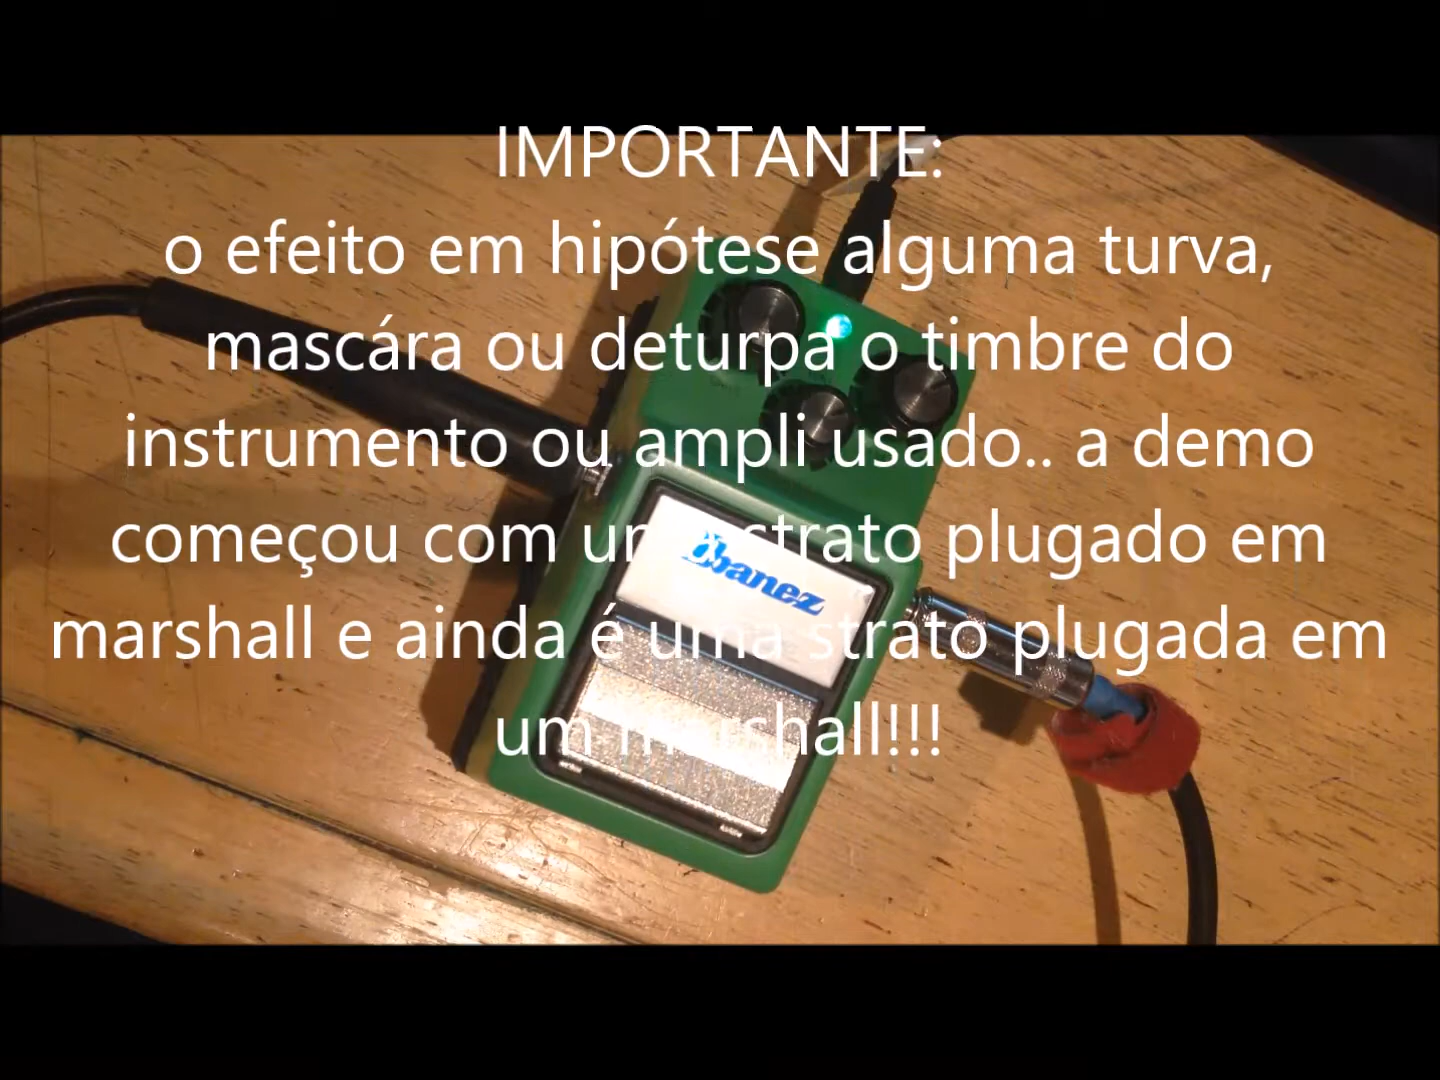 IMPORTANTE:
o efeito em hipótese alguma turva,
mascára ou deturpa o timbre do
instrumento ou ampli usado.. a demo
começou com uma strato plugado em
marshall e ainda é uma strato plugada em
um marshall!!!
Ibanez